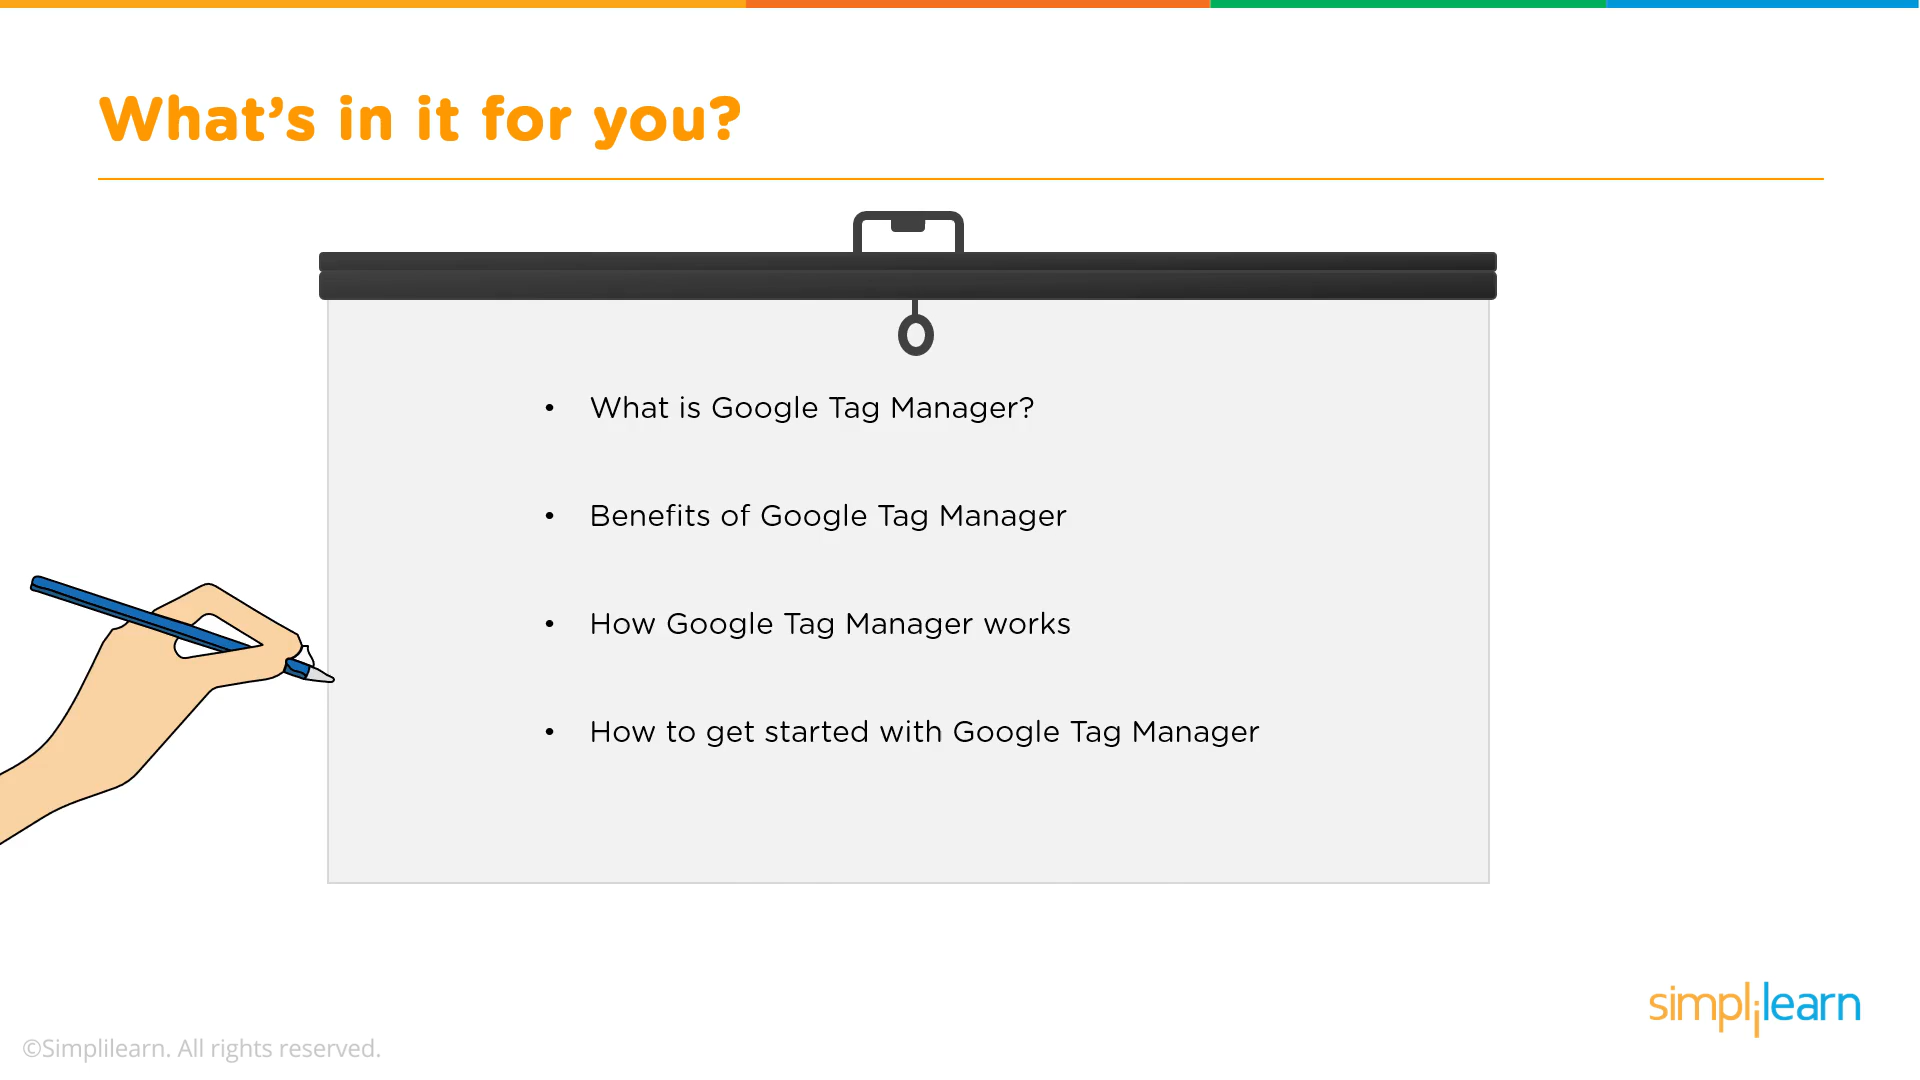 What's in it for you?
• What is Google Tag Manager?
• Benefits of Google Tag Manager
• How Google Tag Manager works
• How to get started with Google Tag Manager
simplilearn
©Simplilearn. All rights reserved.